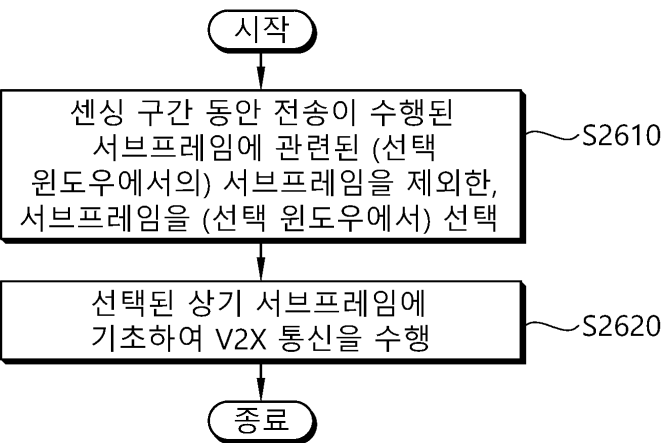 시작
센싱 구간 동안 전송이 수행된
서브프레임에 관련된 (선택
윈도우에서의) 서브프레임을 제외한,
서브프레임을 (선택 윈도우에서) 선택
S2610
선택된 상기 서브프레임에
기초하여 V2X 통신을 수행
S2620
종료